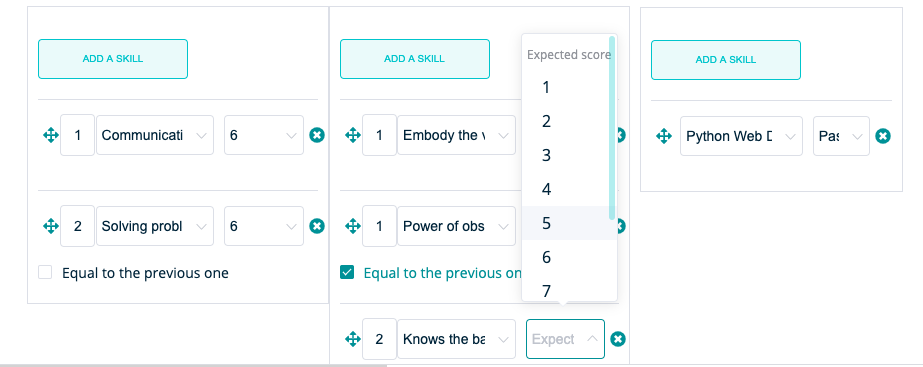 ADD A SKILL
1 Communicati 6
2 Solving probl 6
Equal to the previous one
ADD A SKILL
1 Embody the
1 Power of obs
Equal to the previous on
2 Knows the ba Expect
Expected score
1
2
3
4
5
6
7
ADD A SKILL
Python Web D Pas